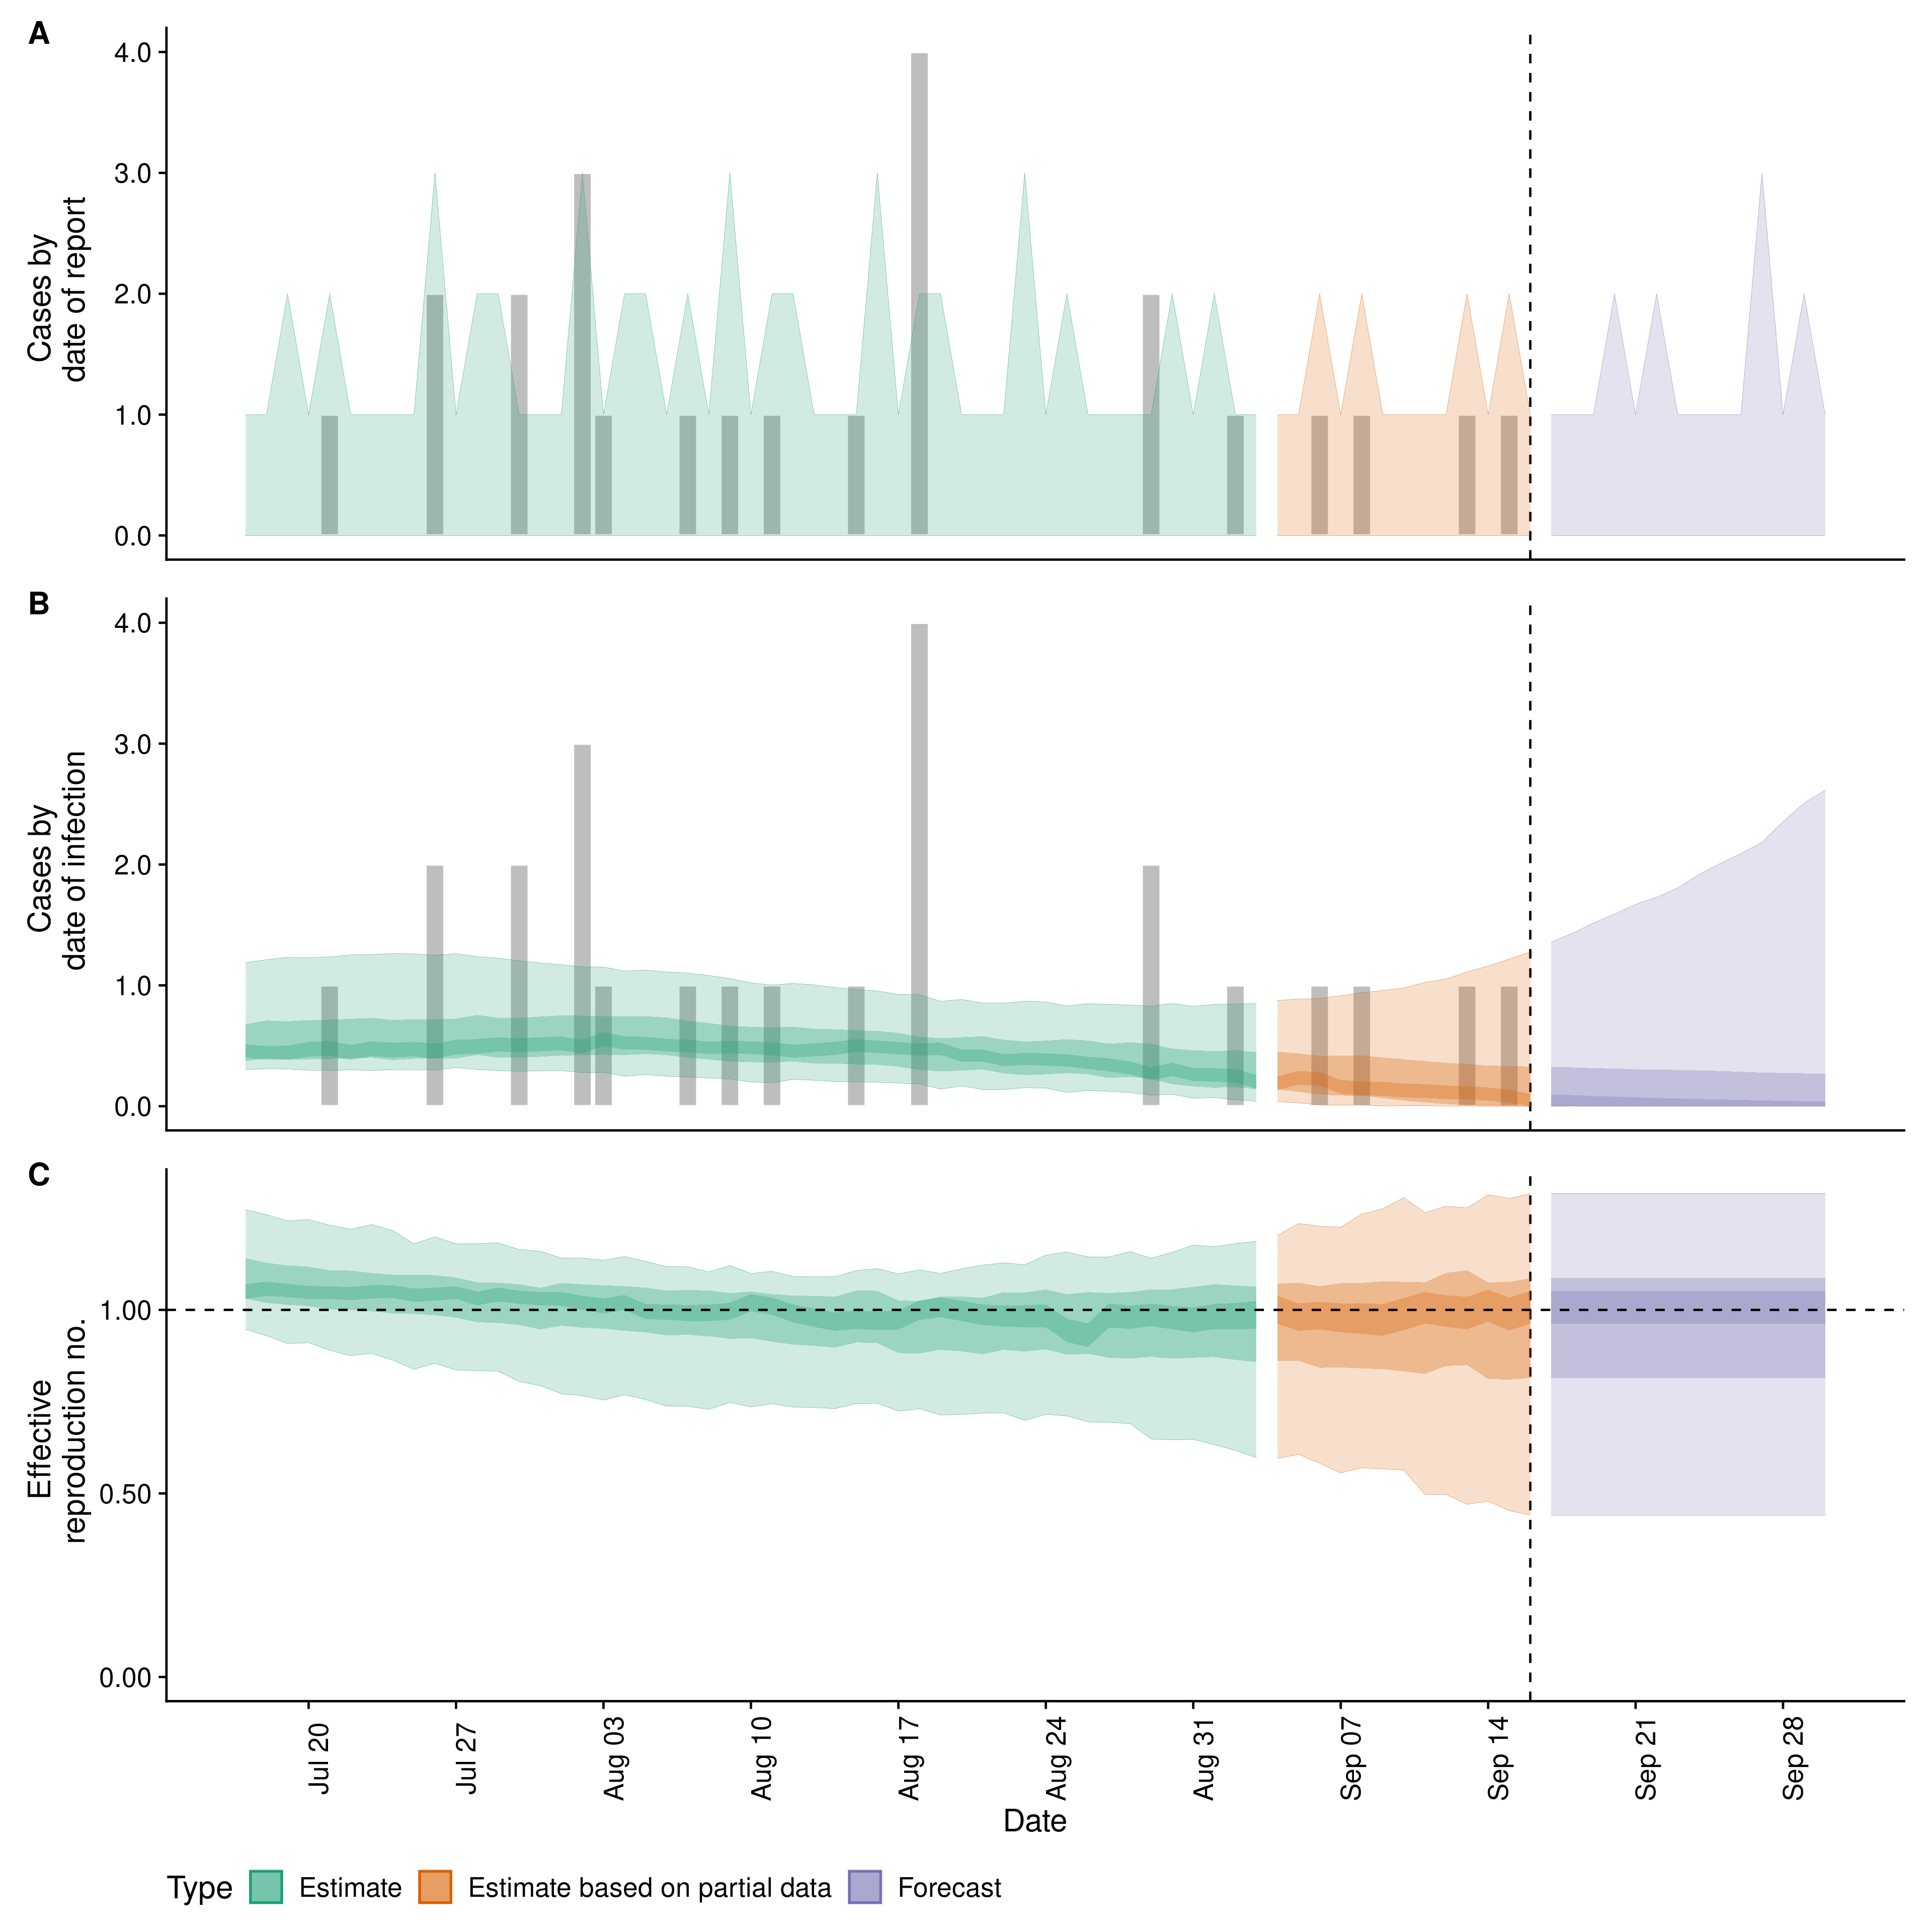 A
Cases by
date of report
4.0
3.0
2.0
1.0
0.0
B
Cases by
date of infection
4.0
3.0
2.0
1.0
0.0
C
Effective
reproduction no.
1.00
0.50
0.00
Jul 20
Jul 27
Aug 03
Aug 10
Aug 17
Aug 24
Aug 31
Sep 07
Sep 14
Sep 21
Sep 28
Date
Type Estimate Estimate based on partial data Forecast